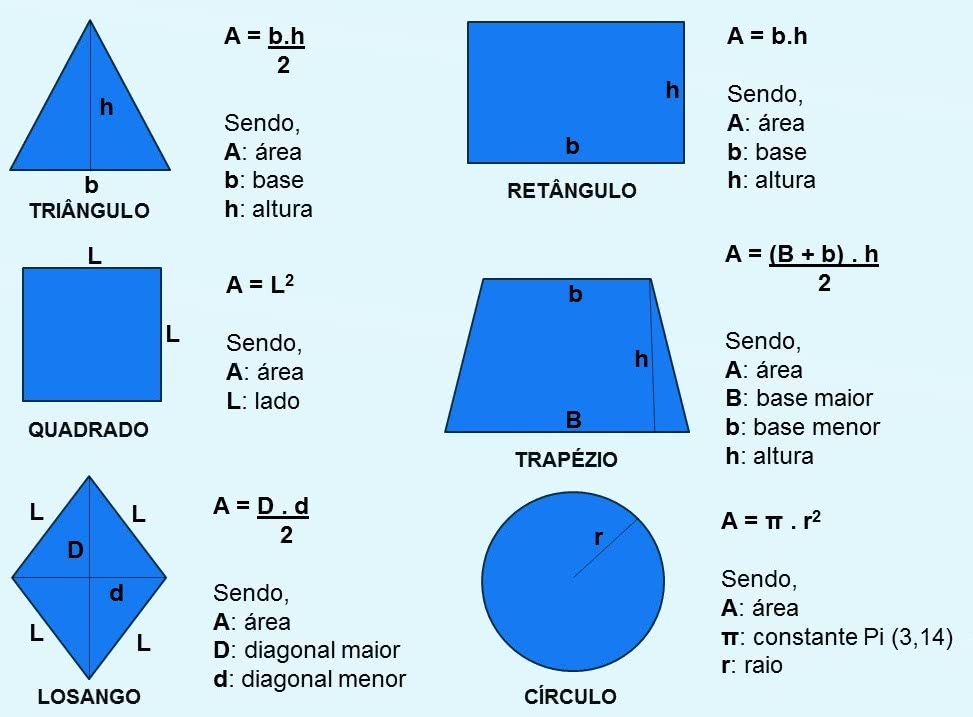 h
b
TRIÂNGULO
A = b.h
2
Sendo,
A: área
b: base
h: altura
h
b
RETÂNGULO
A = b.h
Sendo,
A: área
b: base
h: altura
L
L
QUADRADO
A = L²
Sendo,
A: área
L: lado
b
h
B
TRAPÉZIO
A = (B + b) . h
2
Sendo,
A: área
B: base maior
b: base menor
h: altura
L
L
D
d
L
L
LOSANGO
A = D . d
2
Sendo,
A: área
D: diagonal maior
d: diagonal menor
r
CÍRCULO
A = π . r²
Sendo,
A: área
π: constante Pi (3,14)
r: raio